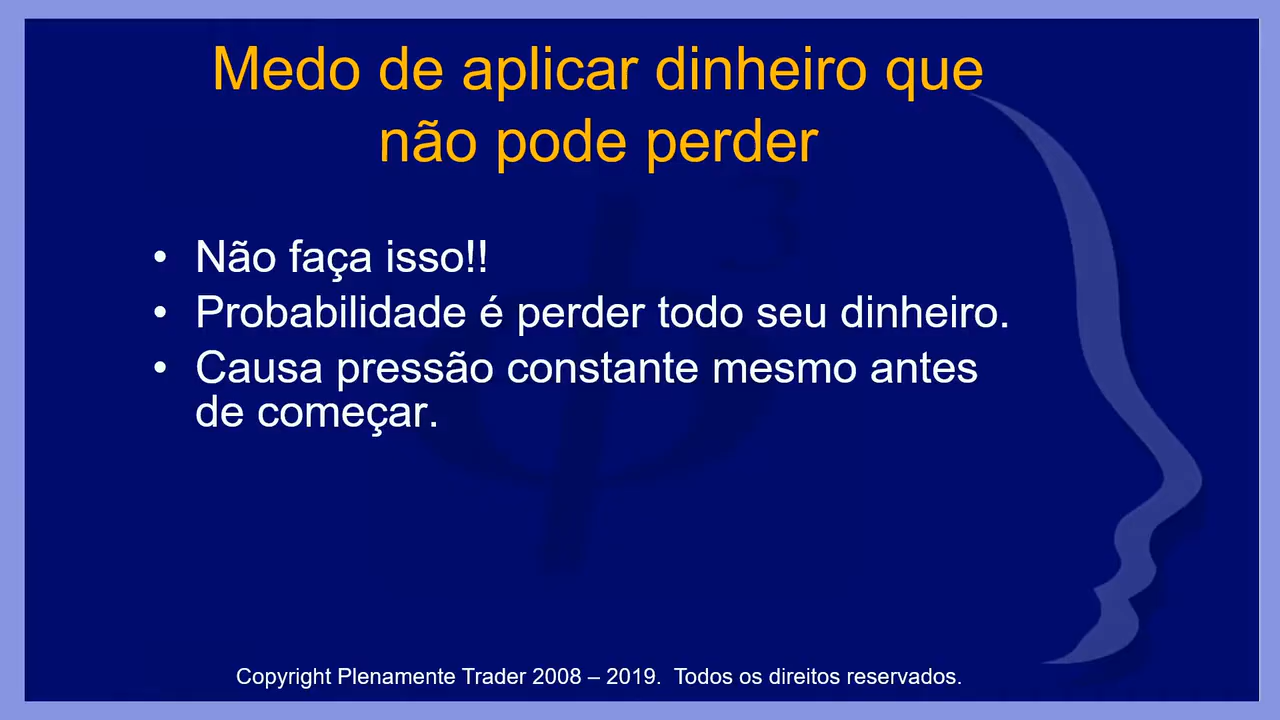 Medo de aplicar dinheiro que
não pode perder
• Não faça isso!!
• Probabilidade é perder todo seu dinheiro.
• Causa pressão constante mesmo antes
de começar.
Copyright Plenamente Trader 2008 – 2019.  Todos os direitos reservados.